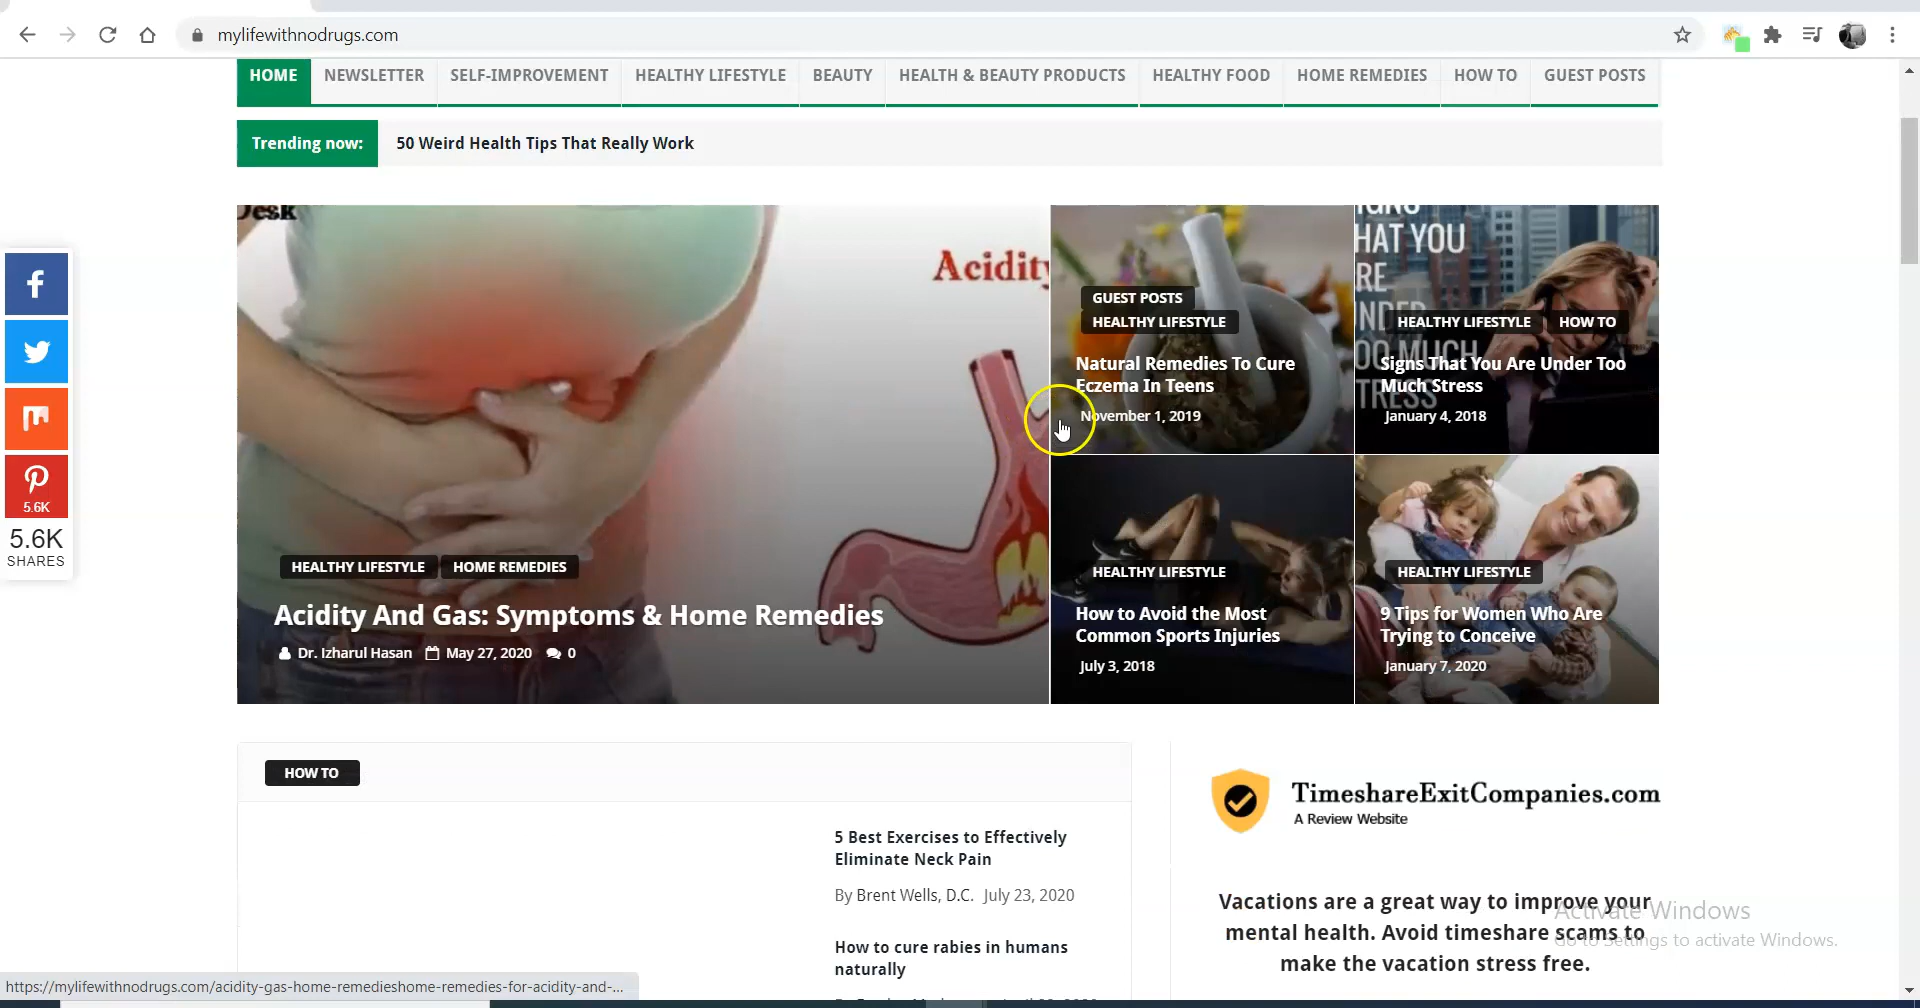 mylifewithnodrugs.com
HOME NEWSLETTER SELF-IMPROVEMENT HEALTHY LIFESTYLE BEAUTY HEALTH & BEAUTY PRODUCTS HEALTHY FOOD HOME REMEDIES HOW TO GUEST POSTS
Trending now: 50 Weird Health Tips That Really Work
Desk
Acidity
HEALTHY LIFESTYLE HOME REMEDIES
Acidity And Gas: Symptoms & Home Remedies
Dr. Izharul Hasan May 27, 2020 0
GUEST POSTS
HEALTHY LIFESTYLE
Natural Remedies To Cure
Eczema In Teens
November 1, 2019
HEALTHY LIFESTYLE HOW TO
Signs That You Are Under Too
Much Stress
January 4, 2018
HEALTHY LIFESTYLE
How to Avoid the Most
Common Sports Injuries
July 3, 2018
HEALTHY LIFESTYLE
9 Tips for Women Who Are
Trying to Conceive
January 7, 2020
5.6K
5.6K
SHARES
HOW TO
5 Best Exercises to Effectively
Eliminate Neck Pain
By Brent Wells, D.C. July 23, 2020
How to cure rabies in humans
naturally
TimeshareExitCompanies.com
A Review Website
Vacations are a great way to improve your
mental health. Avoid timeshare scams to
make the vacation stress free.
Activate Windows
Go to Settings to activate Windows.
https://mylifewithnodrugs.com/acidity-gas-home-remedieshome-remedies-for-acidity-and-...